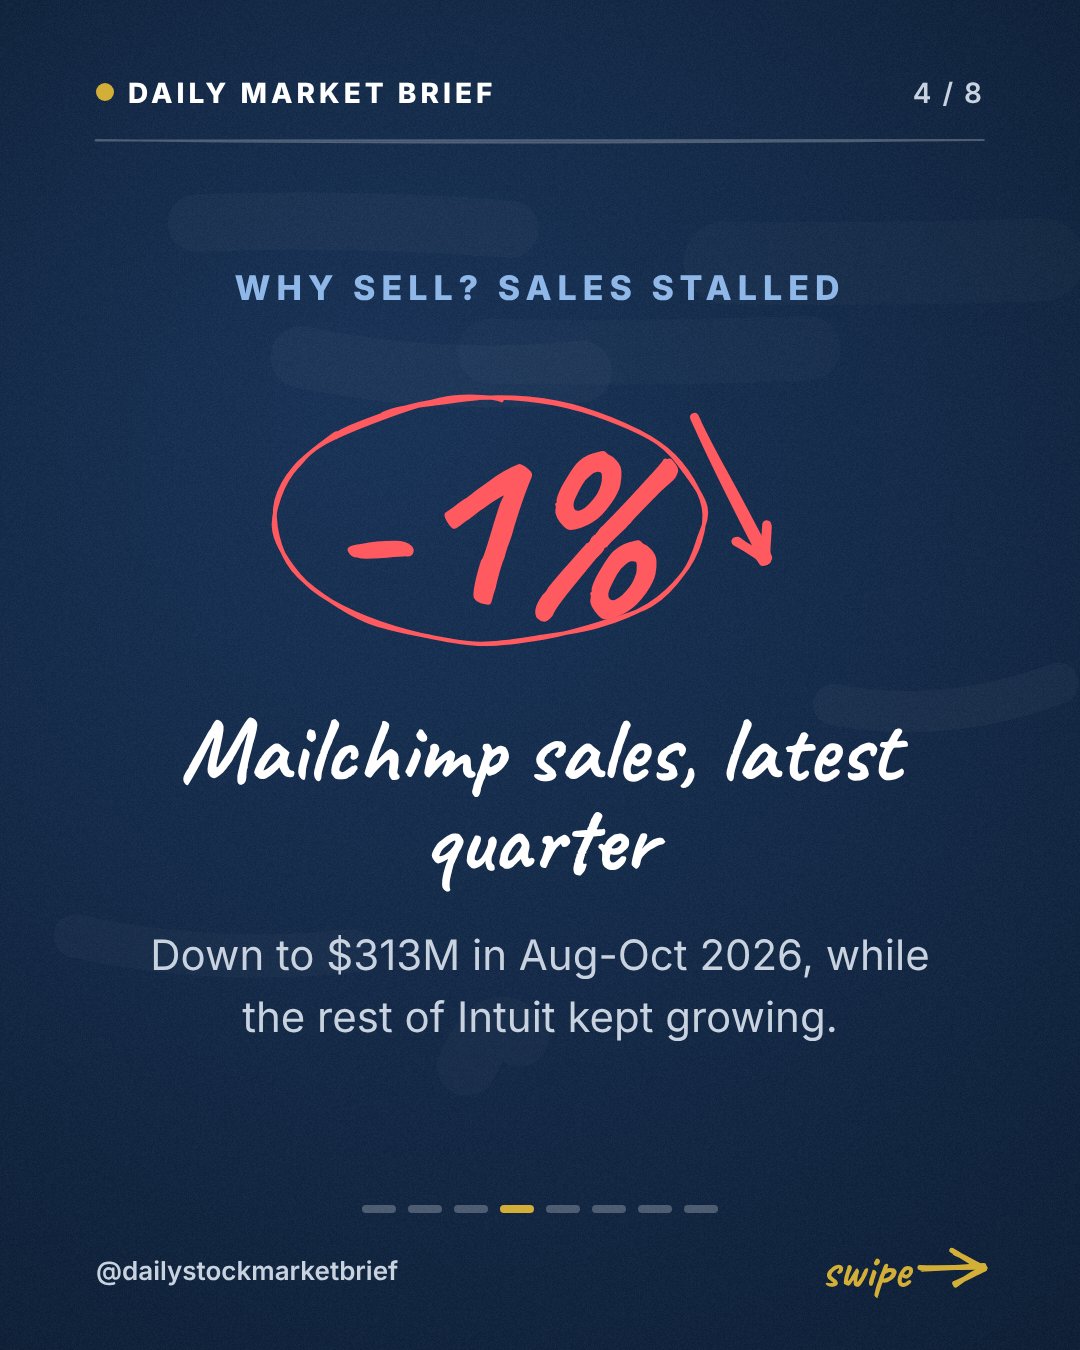 DAILY MARKET BRIEF
4 / 8
WHY SELL? SALES STALLED
-1%
Mailchimp sales, latest
quarter
Down to $313M in Aug-Oct 2026, while
the rest of Intuit kept growing.
@dailystockmarketbrief
swipe